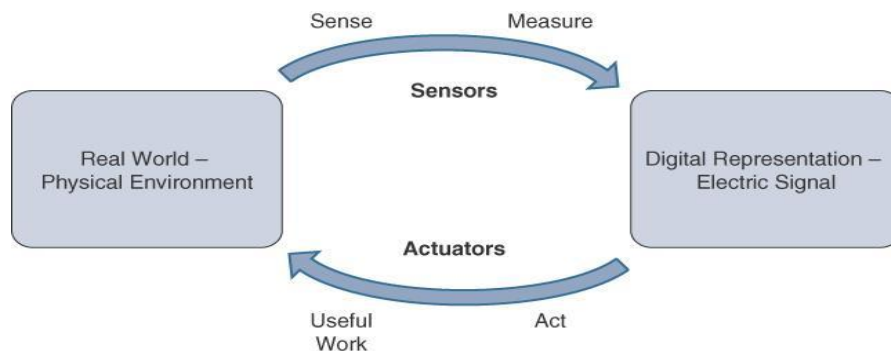 Sense
Measure
Sensors
Real World –
Physical Environment
Digital Representation –
Electric Signal
Actuators
Useful
Work
Act